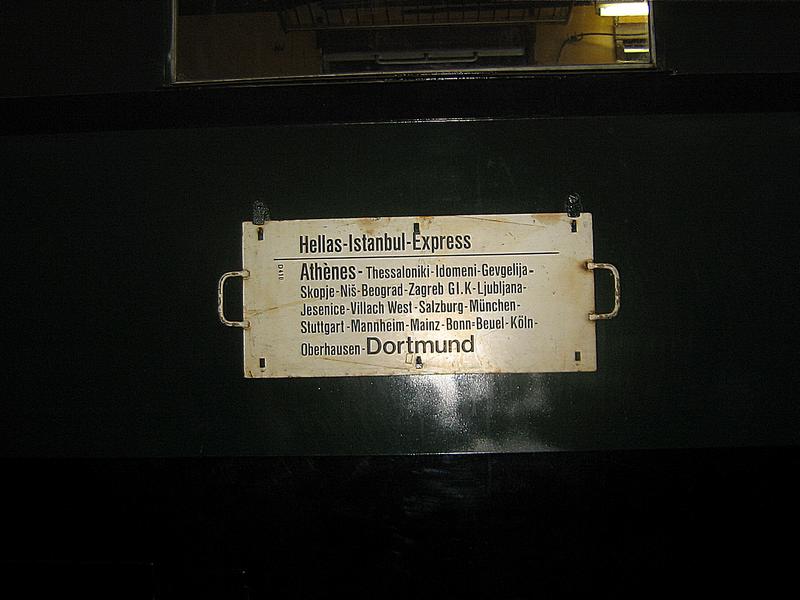 Hellas-Istanbul-Express
D410
Athènes - Thessaloniki-Idomeni-Gevgelija-
Skopje-Niš-Beograd-Zagreb Gl.K-Ljubljana-
Jesenice-Villach West-Salzburg-München-
Stuttgart-Mannheim-Mainz-Bonn=Beuel-Köln-
Oberhausen-Dortmund